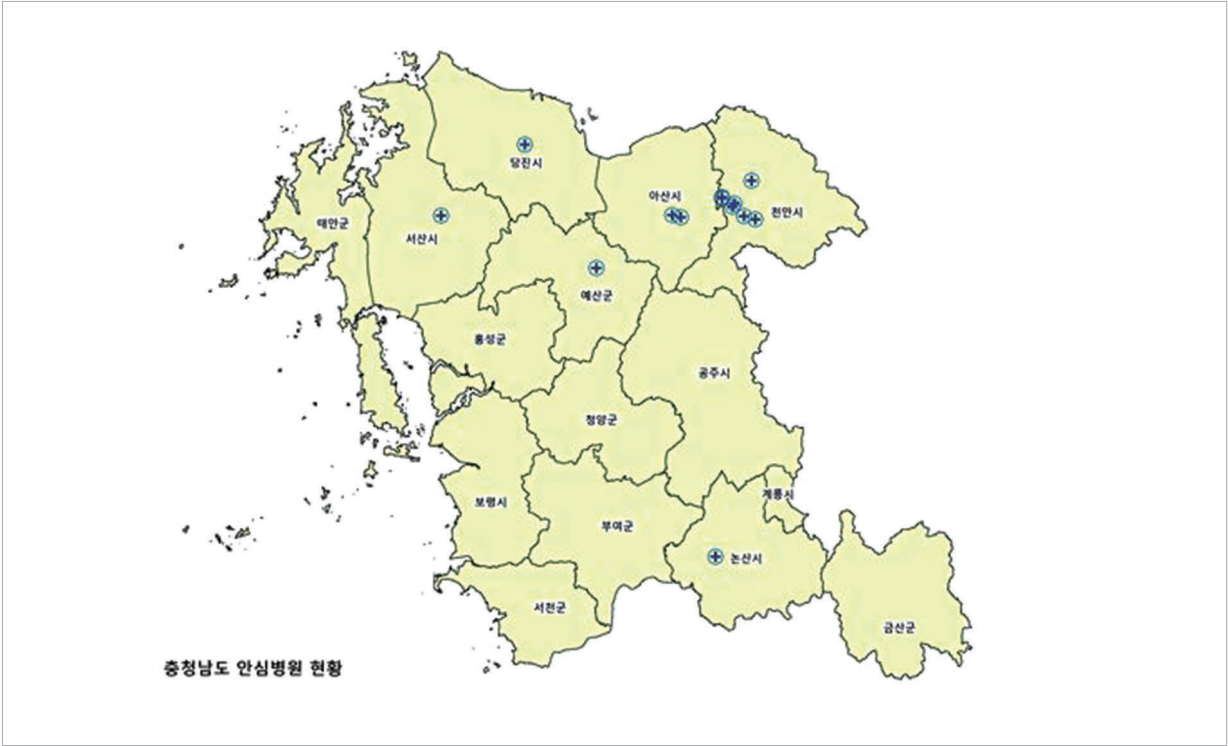 당진시
아산시
천안시
태안군
서산시
예산군
홍성군
공주시
청양군
계룡시
보령시
부여군
논산시
서천군
금산군
충청남도 안심병원 현황